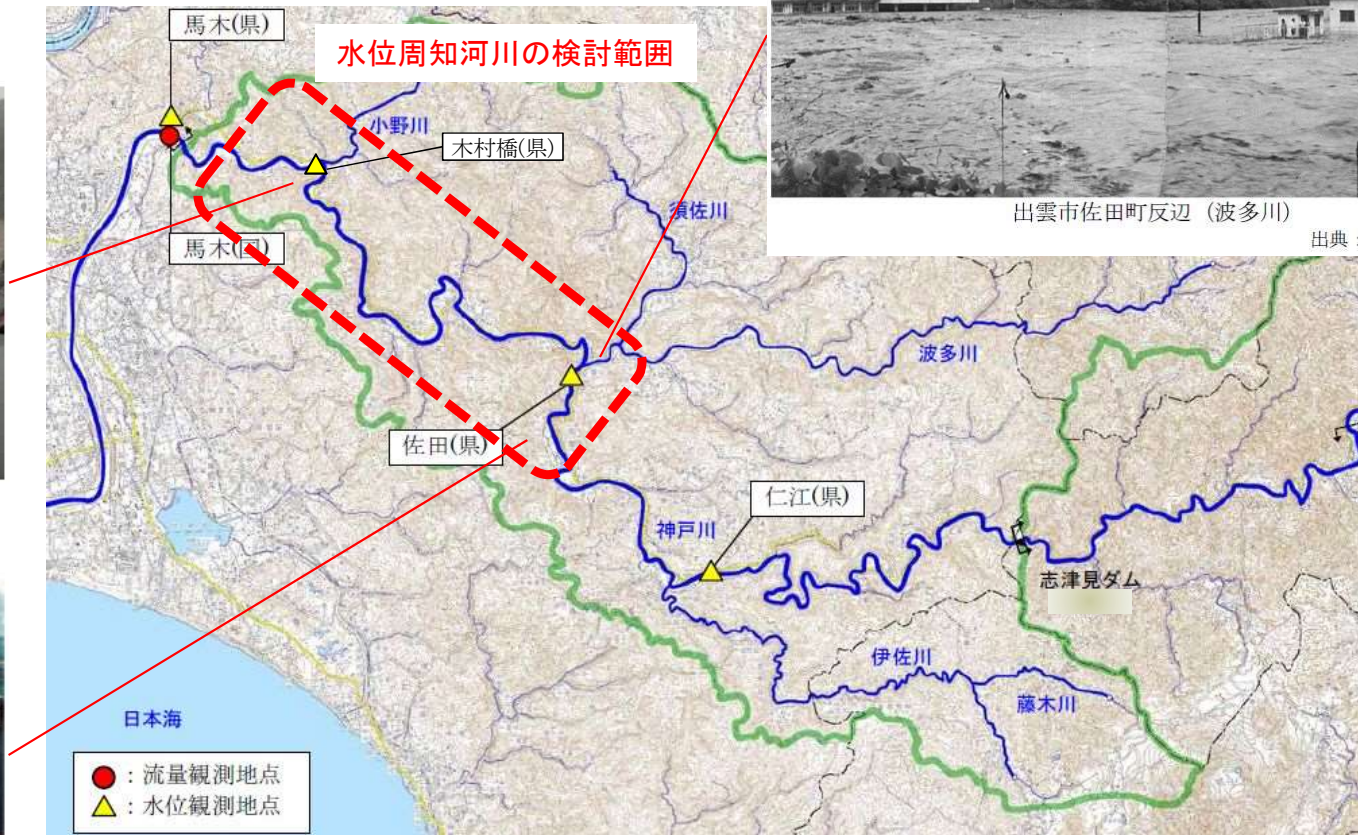 馬木(県)
水位周知河川の検討範囲
小野川
木村橋(県)
須佐川
出雲市佐田町反辺（波多川）
出典：
馬木(国)
波多川
佐田(県)
仁江(県)
神戸川
志津見ダム
伊佐川
藤木川
日本海
：流量観測地点
：水位観測地点